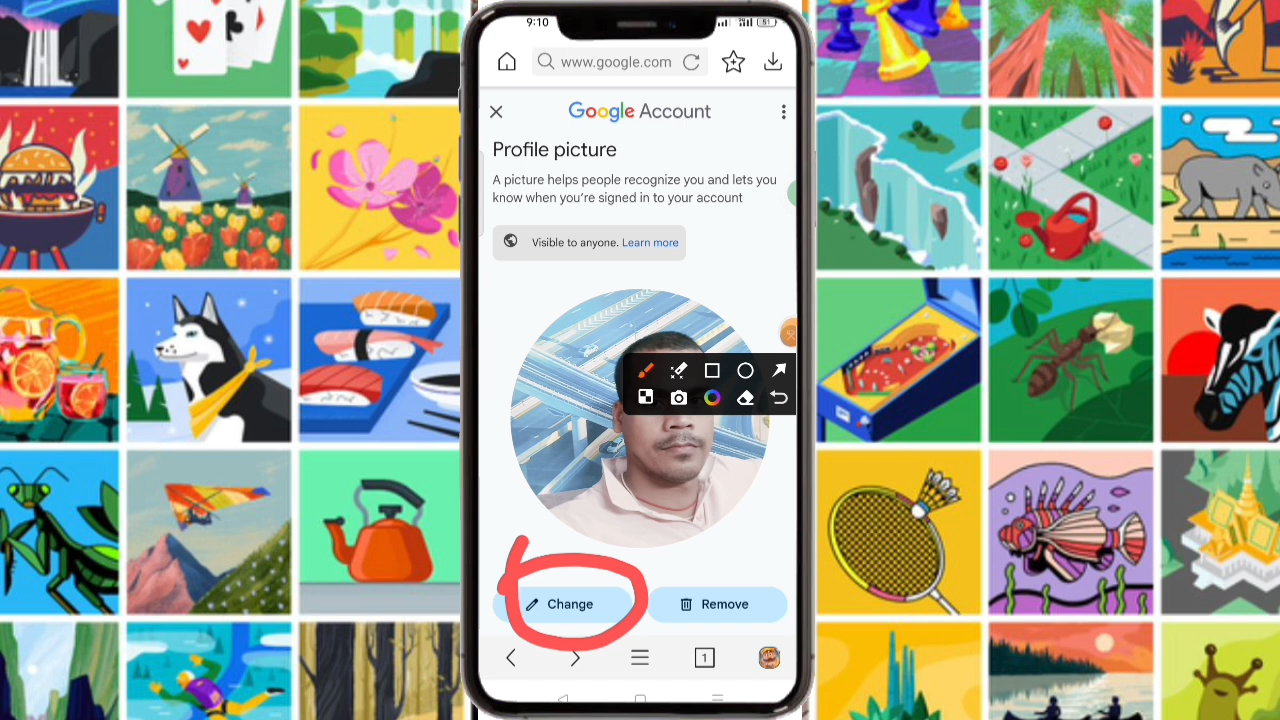 9:10
51
www.google.com
Google Account
Profile picture
A picture helps people recognize you and lets you
know when you're signed in to your account
Visible to anyone. Learn more
Change
Remove
1